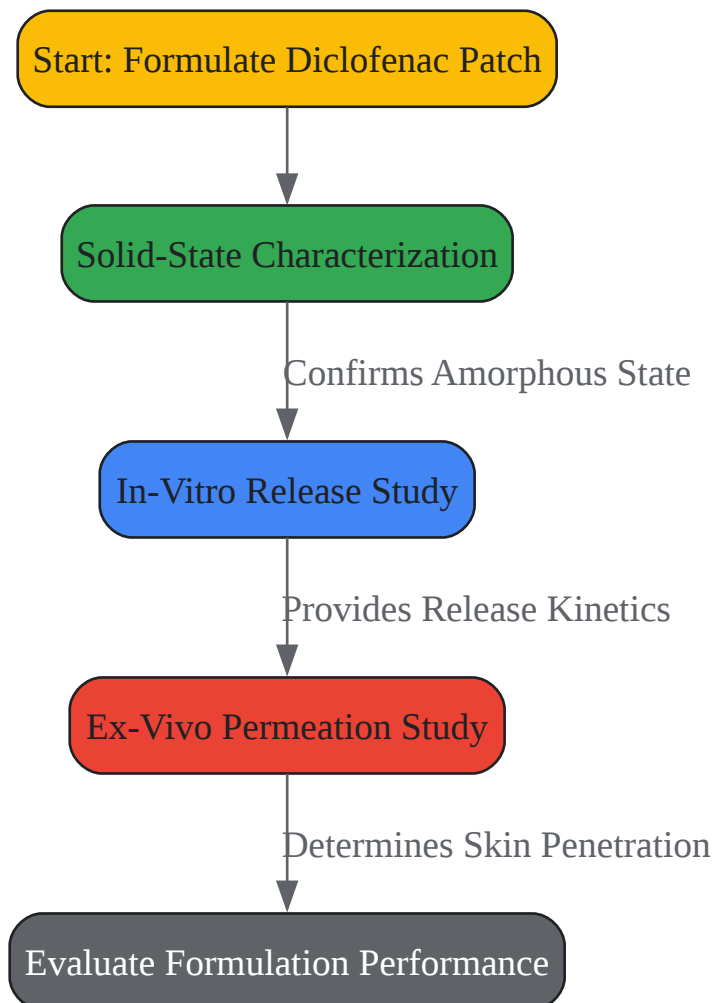 Start: Formulate Diclofenac Patch
Solid-State Characterization
Confirms Amorphous State
In-Vitro Release Study
Provides Release Kinetics
Ex-Vivo Permeation Study
Determines Skin Penetration
Evaluate Formulation Performance